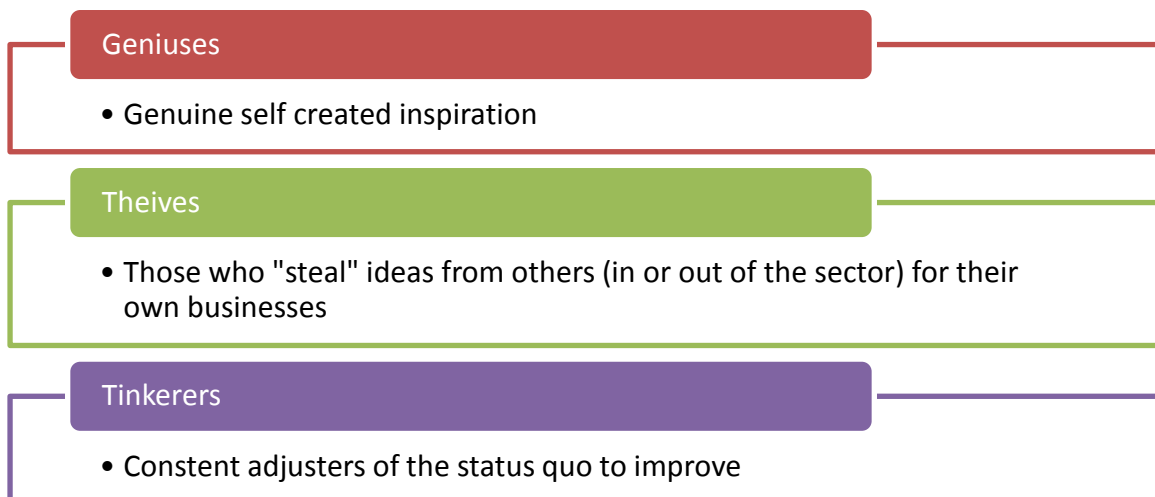 Geniuses
• Genuine self created inspiration
Theives
• Those who "steal" ideas from others (in or out of the sector) for their
own businesses
Tinkerers
• Constent adjusters of the status quo to improve